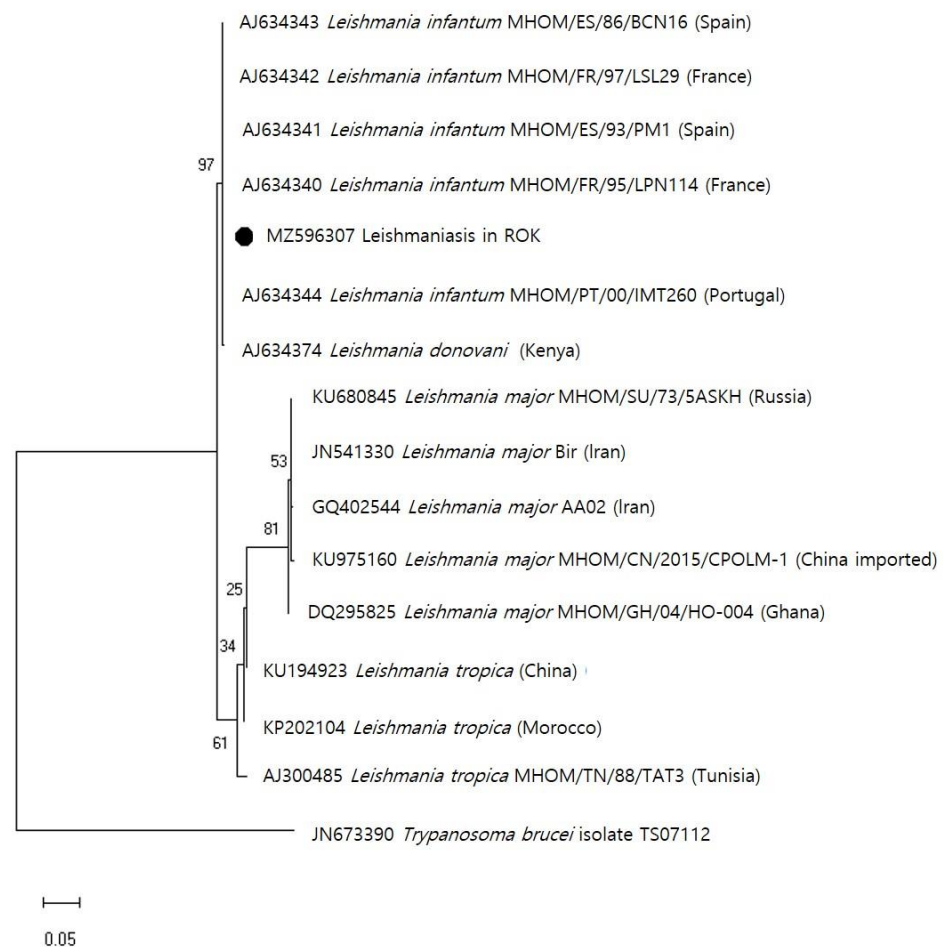 AJ634343 Leishmania infantum MHOM/ES/86/BCN16 (Spain)
AJ634342 Leishmania infantum MHOM/FR/97/LSL29 (France)
AJ634341 Leishmania infantum MHOM/ES/93/PM1 (Spain)
97
AJ634340 Leishmania infantum MHOM/FR/95/LPN114 (France)
MZ596307 Leishmaniasis in ROK
AJ634344 Leishmania infantum MHOM/PT/00/IMT260 (Portugal)
AJ634374 Leishmania donovani (Kenya)
KU680845 Leishmania major MHOM/SU/73/5ASKH (Russia)
JN541330 Leishmania major Bir (Iran)
53
GQ402544 Leishmania major AA02 (Iran)
81
KU975160 Leishmania major MHOM/CN/2015/CPOLM-1 (China imported)
25
DQ295825 Leishmania major MHOM/GH/04/HO-004 (Ghana)
34
KU194923 Leishmania tropica (China)
KP202104 Leishmania tropica (Morocco)
61
AJ300485 Leishmania tropica MHOM/TN/88/TAT3 (Tunisia)
JN673390 Trypanosoma brucei isolate TS07112
0.05